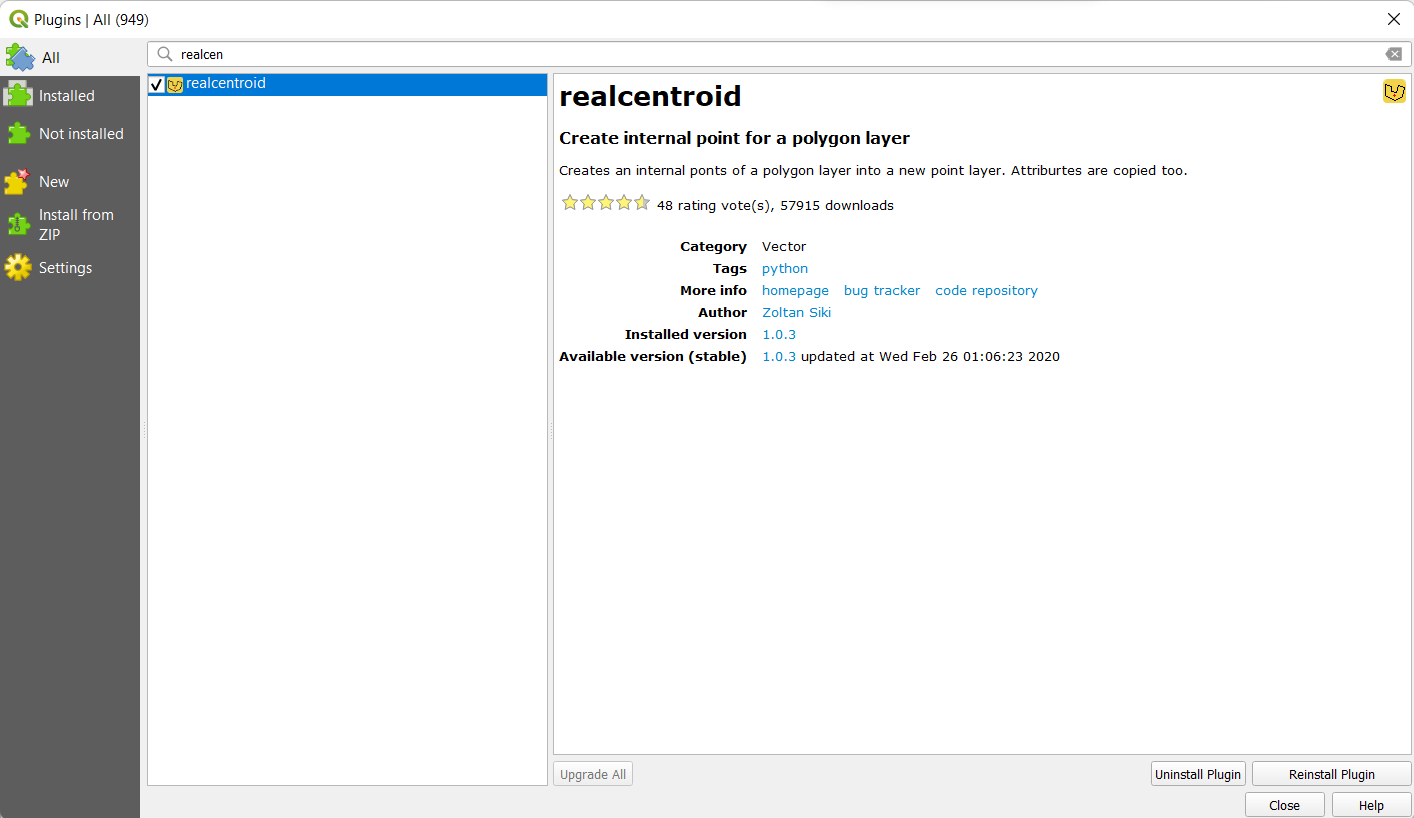 Plugins | All (949)
All
realcen
Installed
Not installed
New
Install from
ZIP
Settings
realcentroid
realcentroid
Create internal point for a polygon layer
Creates an internal ponts of a polygon layer into a new point layer. Attriburtes are copied too.
48 rating vote(s), 57915 downloads
Category Vector
Tags python
More info homepage bug tracker code repository
Author Zoltan Siki
Installed version 1.0.3
Available version (stable) 1.0.3 updated at Wed Feb 26 01:06:23 2020
Upgrade All
Uninstall Plugin
Reinstall Plugin
Close
Help